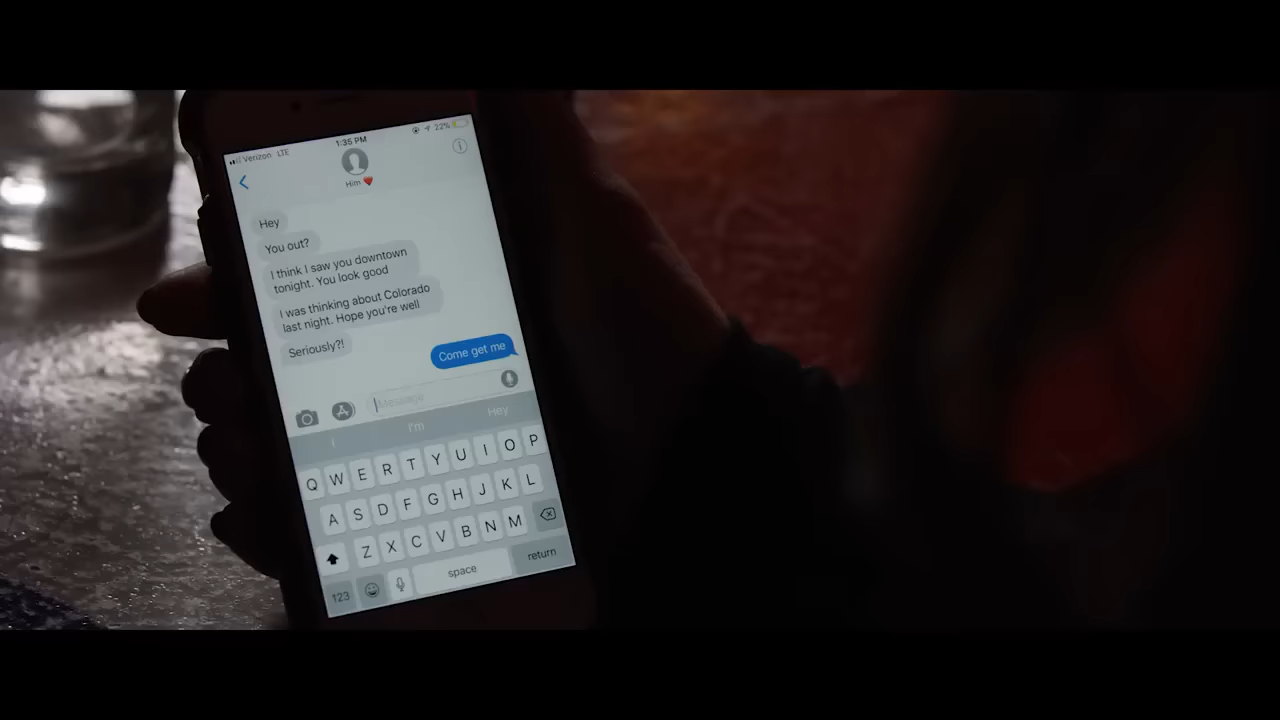 Verizon LTE
1:35 PM
22%
Him ❤️
Hey
You out?
I think I saw you downtown
tonight. You look good
I was thinking about Colorado
last night. Hope you're well
Seriously?!
Come get me
Message
I I'm Hey
Q W E R T Y U I O P
A S D F G H J K L
Z X C V B N M
123 space return